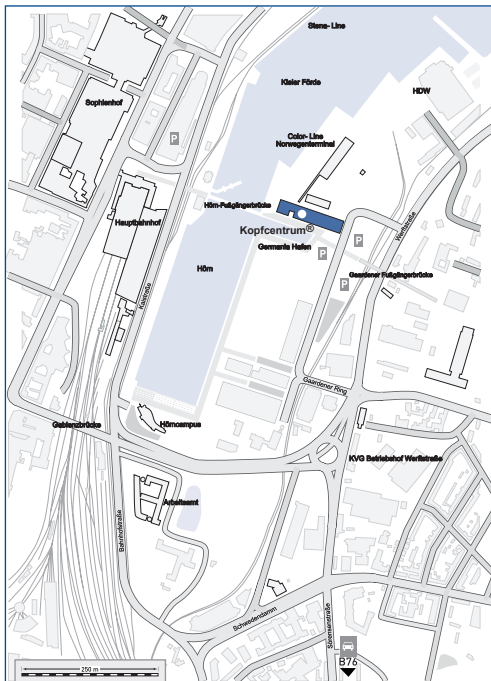 Stena- Line
Kieler Förde
HDW
Sophienhof
P
Color- Line
Norwegenterminal
Hörn-Fußgängerbrücke
Kopfcentrum®
Werftstraße
Hauptbahnhof
Germania Hafen
P
P
Gaardener Fußgängerbrücke
P
Hörn
Kaistraße
Gaardener Ring
Gablenzbrücke
Hörncampus
KVG Betriebshof Werftstraße
Arbeitsamt
Bahnhofstraße
Schwedendamm
Sörensenstraße
B76
250 m